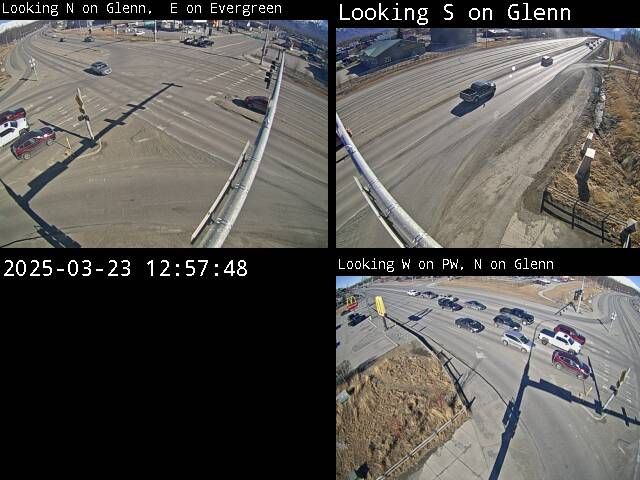 Looking N on Glenn,  E on Evergreen
Looking S on Glenn
2025-03-23 12:57:48
Looking W on PW, N on Glenn